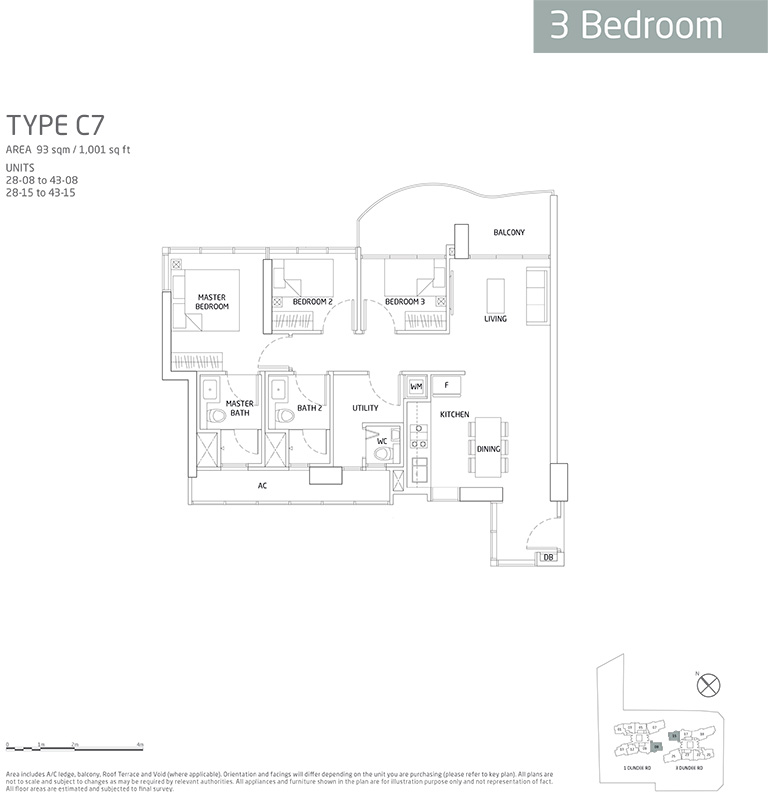 3 Bedroom
TYPE C7
AREA 93 sqm / 1,001 sq ft
UNITS
28-08 to 43-08
28-15 to 43-15
BALCONY
MASTER
BEDROOM
BEDROOM 2
BEDROOM 3
LIVING
WM
F
MASTER
BATH
BATH 2
UTILITY
KITCHEN
WC
DINING
AC
DB
N
5 DUNDEE RD
0 1m 2m 4m
Area includes A/C ledge, balcony, Roof Terrace and Void (where applicable). Orientation and facings will differ depending on the unit you are purchasing (please refer to key plan). All plans are
not to scale and subject to changes as may be required by relevant authorities. All appliances and furniture shown in the plan are for illustration purpose only and not representation of fact.
All floor areas are estimated and subjected to final survey.